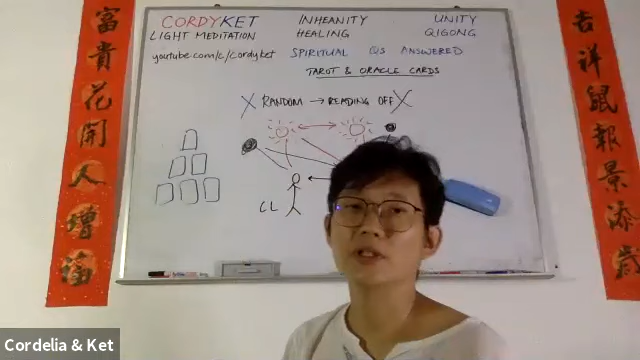 富貴花開人增福
CORDYKET INHEANITY UNITY
LIGHT MEDITATION HEALING QIGONG
youtube.com/c/cordyket SPIRITUAL Qs ANSWERED
TAROT & ORACLE CARDS
X RANDOM → READING OFF X
CL
吉祥鼠報景添歲
Cordelia & Ket